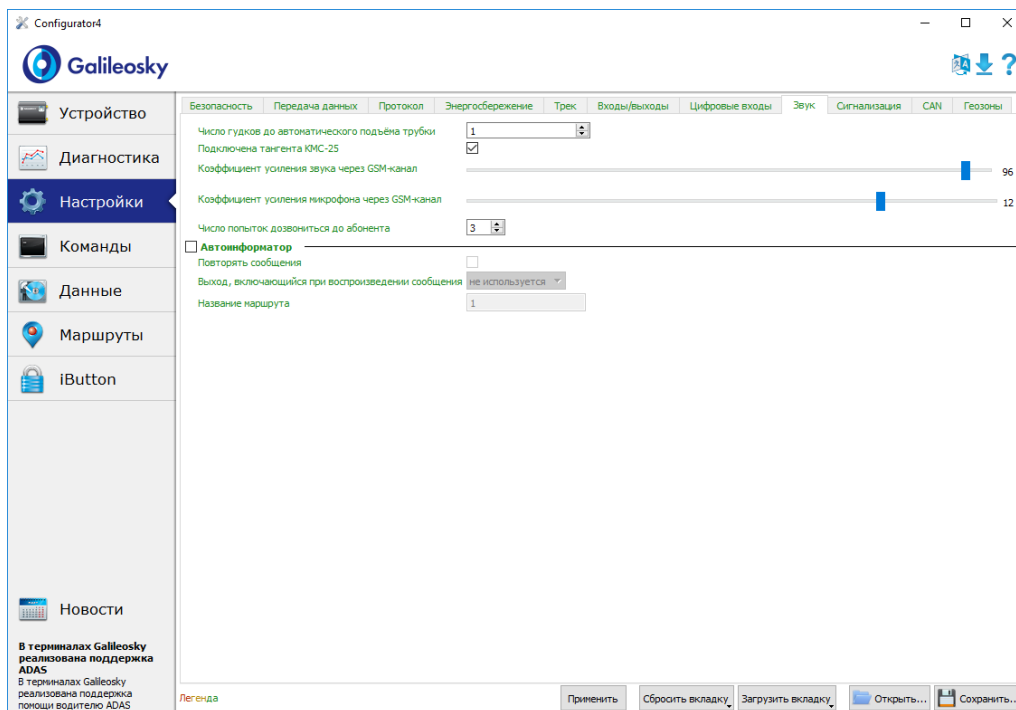 Configurator4
Galileosky
Устройство
Диагностика
Настройки
Команды
Данные
Маршруты
iButton
Новости
В терминалах Galileosky
реализована поддержка
ADAS
В терминалах Galileosky
реализована поддержка
помощи водителю ADAS
Безопасность Передача данных Протокол Энергосбережение Трек Входы/выходы Цифровые входы Звук Сигнализация CAN Геозоны
Число гудков до автоматического подъёма трубки 1
Подключена тангента КМС-25
Коэффициент усиления звука через GSM-канал 96
Коэффициент усиления микрофона через GSM-канал 12
Число попыток дозвониться до абонента 3
Автоинформатор
Повторять сообщения
Выход, включающийся при воспроизведении сообщения не используется
Название маршрута 1
Легенда Применить Сбросить вкладку Загрузить вкладку Открыть... Сохранить...